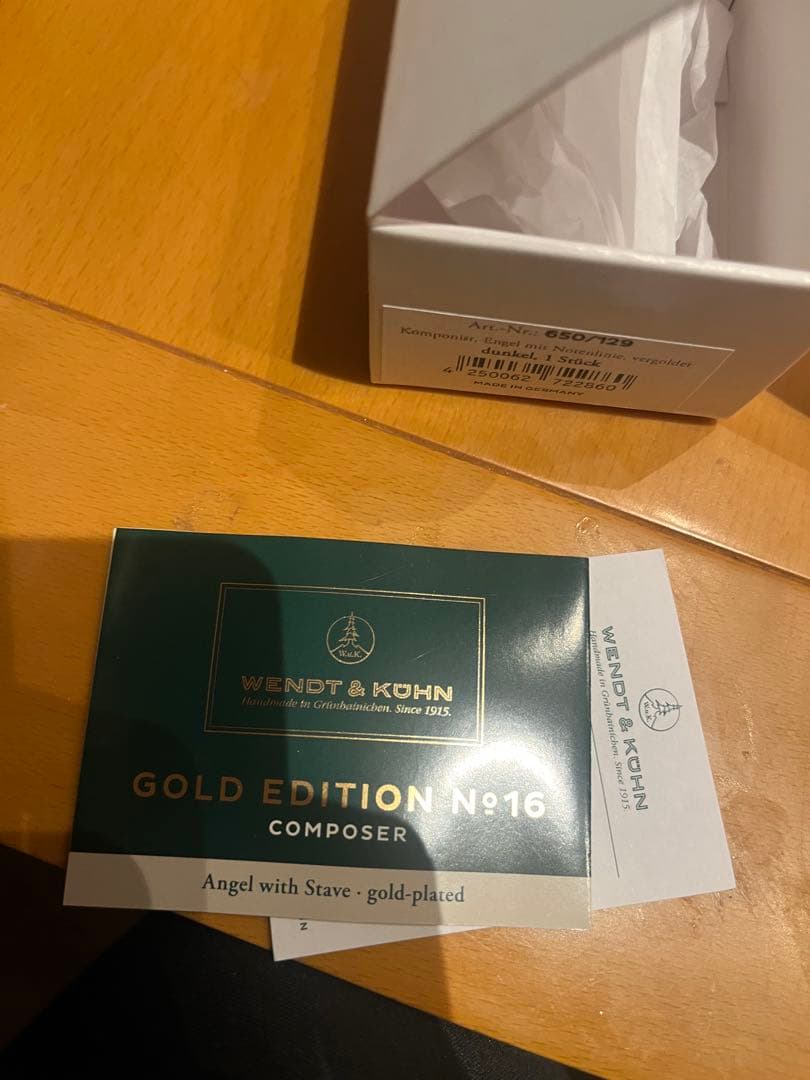 Art.-Nr.: 650/129
Komponist, Engel mit Notenlinie, vergoldet
dunkel, 1 Stück
4 250062 722860
MADE IN GERMANY
W.u.K.
WENDT & KÜHN
Handmade in Grünhainichen. Since 1915.
GOLD EDITION Nº16
COMPOSER
Angel with Stave · gold-plated
W.u.K.
WENDT & KÜHN
Handmade in Grünhainichen. Since 1915.